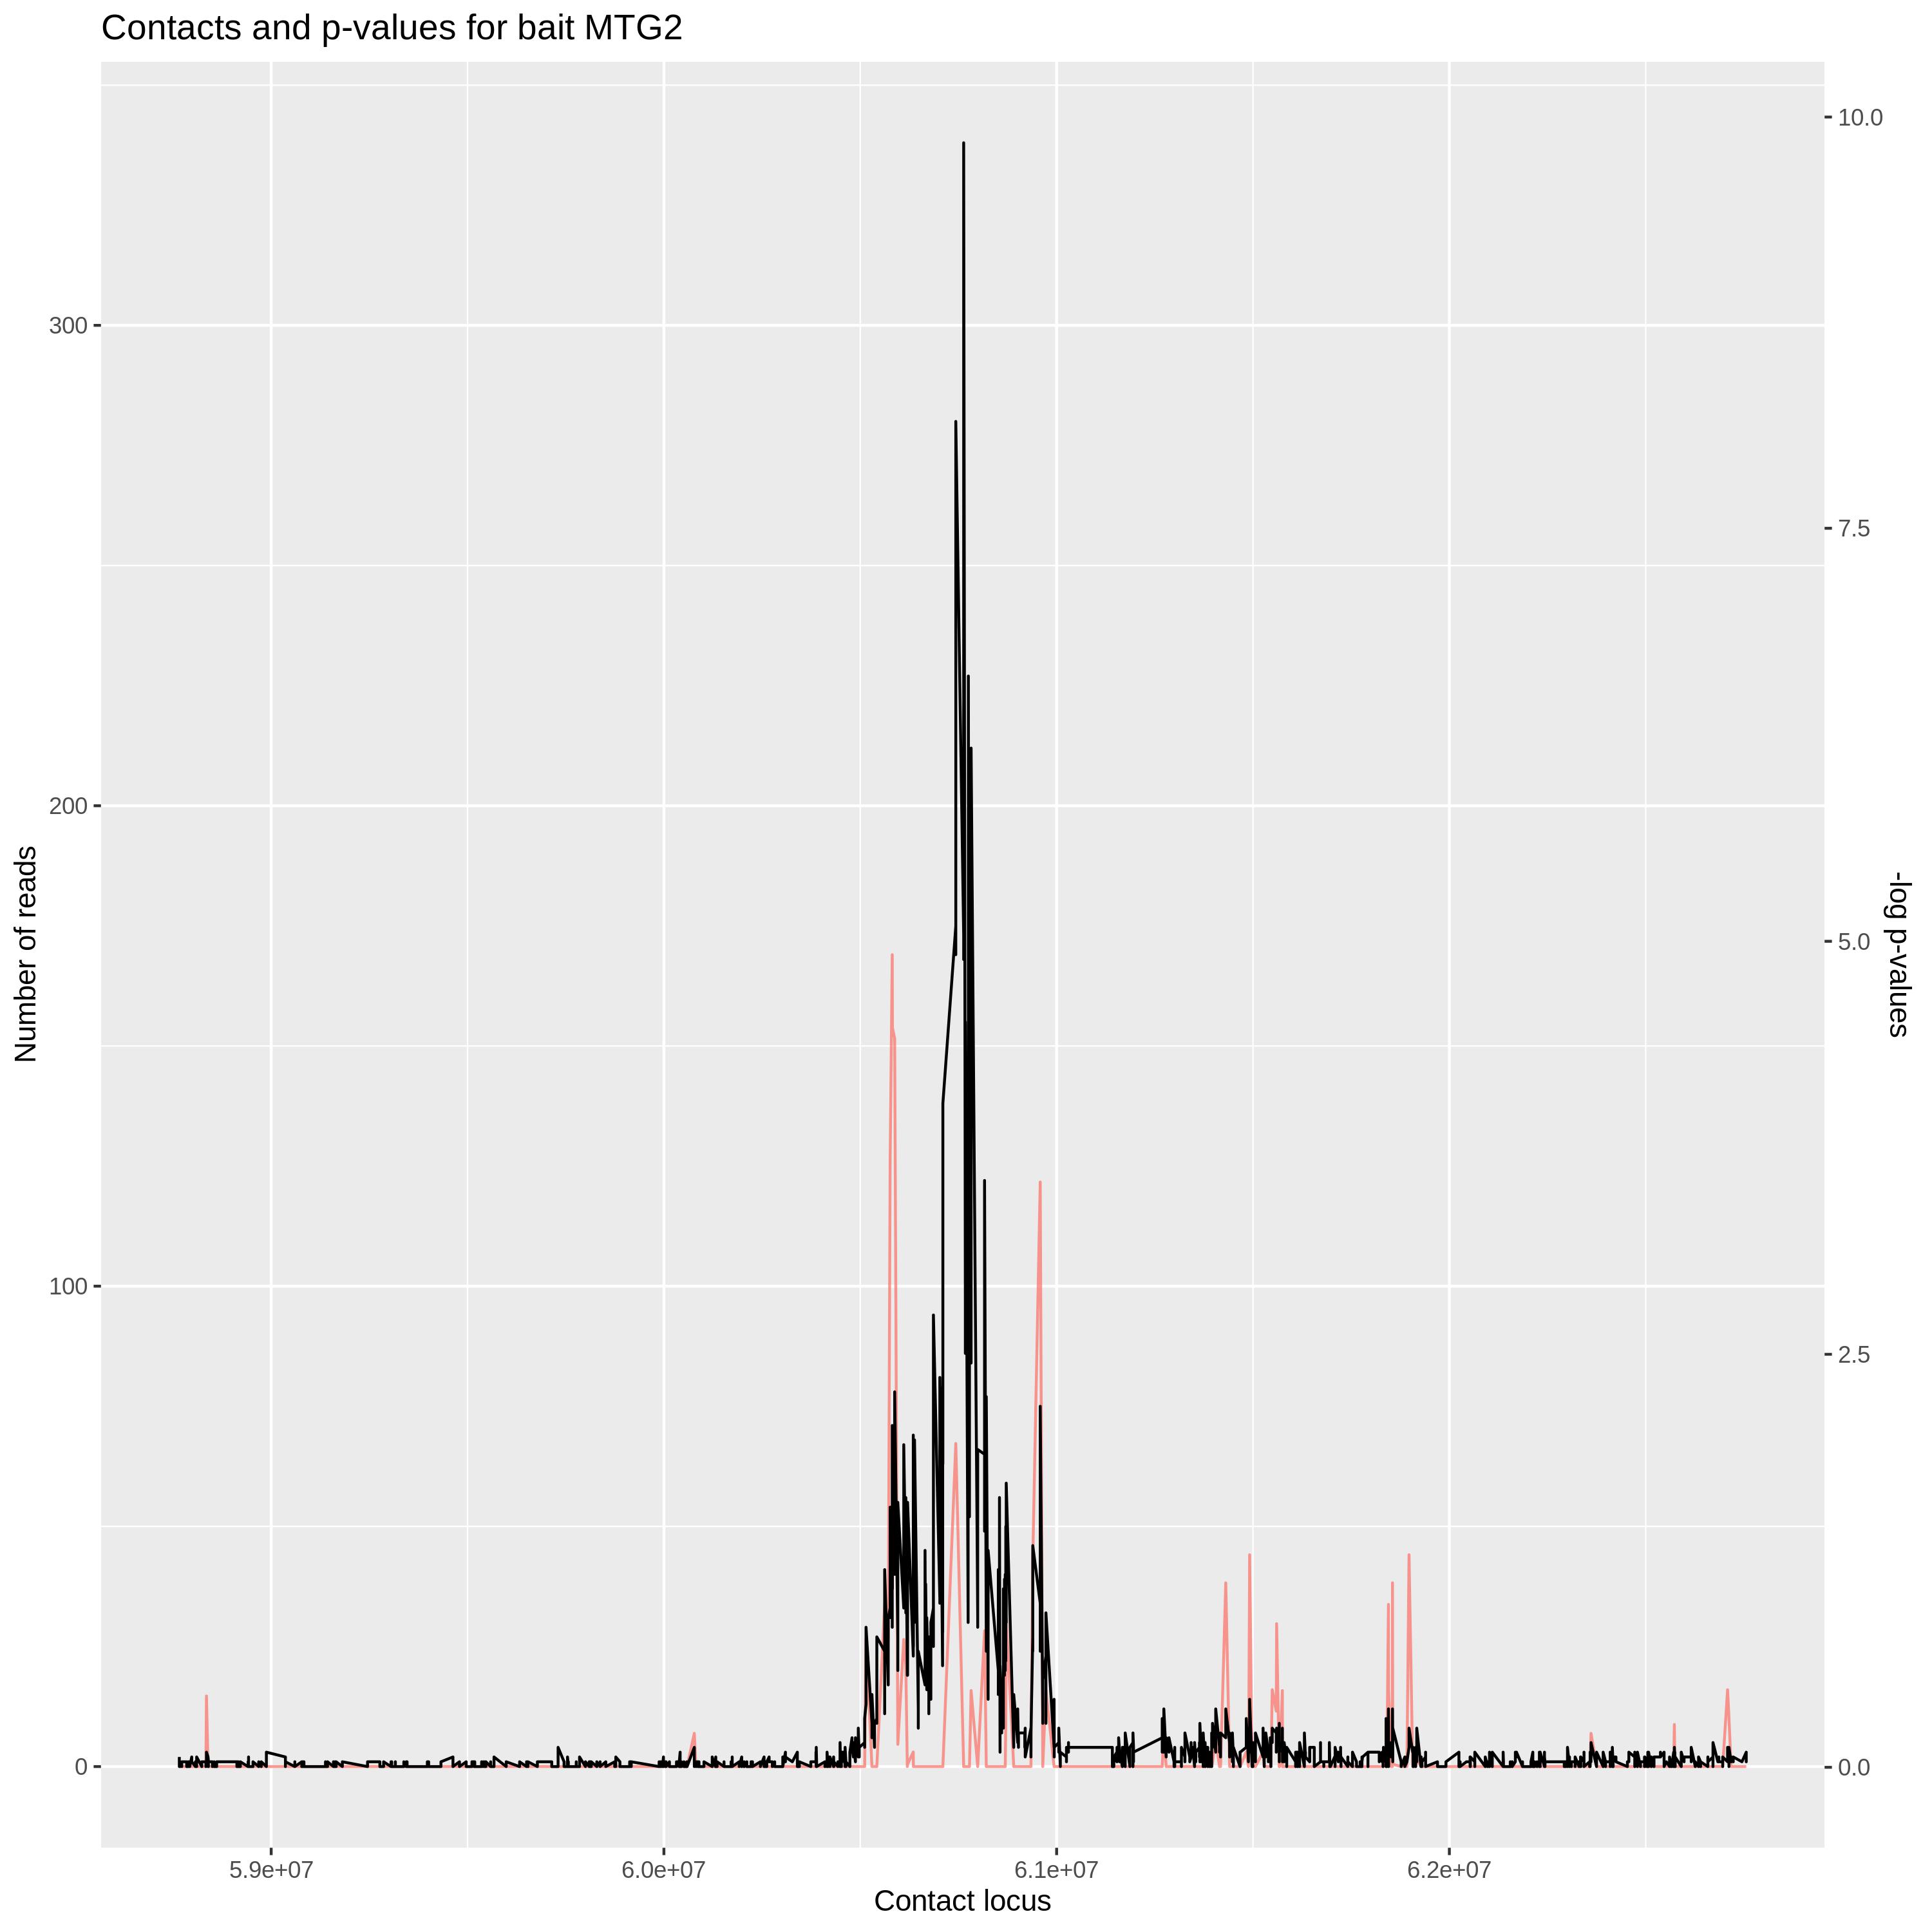 Contacts and p-values for bait MTG2
Number of reads
300
200
100
0
10.0
7.5
5.0
2.5
0.0
-log p-values
5.9e+07
6.0e+07
6.1e+07
6.2e+07
Contact locus